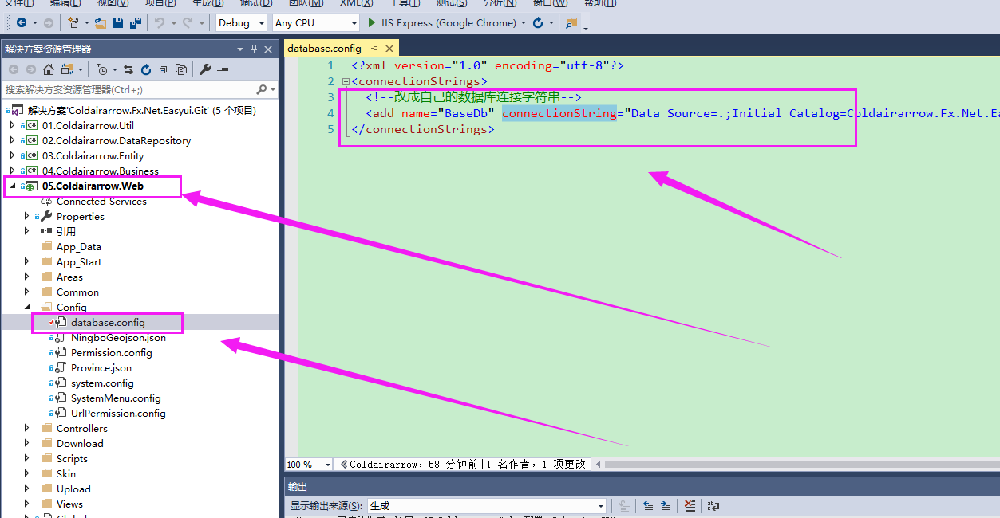 文件(F) 编辑(E) 视图(V) 项目(P) 生成(B) 调试(D) 团队(M) XML(X) 工具(T) 测试(S) 分析(N) 窗口(W) 帮助(H)
Debug Any CPU IIS Express (Google Chrome)
解决方案资源管理器
搜索解决方案资源管理器(Ctrl+;)
解决方案'Coldairarrow.Fx.Net.Easyui.Git' (5 个项目)
C# 01.Coldairarrow.Util
C# 02.Coldairarrow.DataRepository
C# 03.Coldairarrow.Entity
C# 04.Coldairarrow.Business
05.Coldairarrow.Web
Connected Services
Properties
引用
App_Data
App_Start
Areas
Common
Config
database.config
NingboGeojson.json
Permission.config
Province.json
system.config
SystemMenu.config
UrlPermission.config
Controllers
Download
Scripts
Skin
Upload
Views
database.config
1 <?xml version="1.0" encoding="utf-8"?>
2 <connectionStrings>
3 <!--改成自己的数据库连接字符串-->
4 <add name="BaseDb" connectionString="Data Source=.;Initial Catalog=Coldairarrow.Fx.Net.Ea
5 </connectionStrings>
100 % Coldairarrow，58 分钟前|1 名作者，1 项更改
输出
显示输出来源(S): 生成